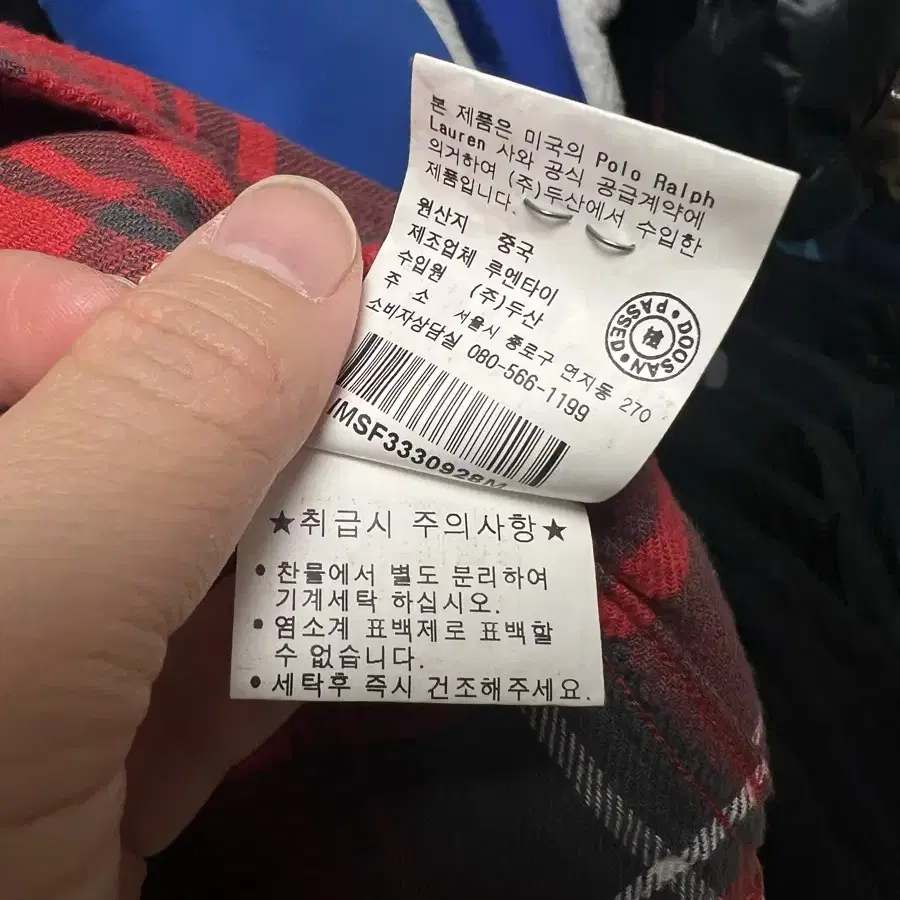 본 제품은 미국의 Polo Ralph
Lauren 사와 공식 공급계약에
의거하여 (주)두산에서 수입한
제품입니다.
원산지 중국
제조업체 루엔타이
수입원 (주)두산
주 소 서울시 종로구 연지동 270
소비자상담실 080-566-1199
DOOSAN • PASSED •
檢
MSF3330928M
★취급시 주의사항★
• 찬물에서 별도 분리하여
기계세탁 하십시오.
• 염소계 표백제로 표백할
수 없습니다.
• 세탁후 즉시 건조해주세요.